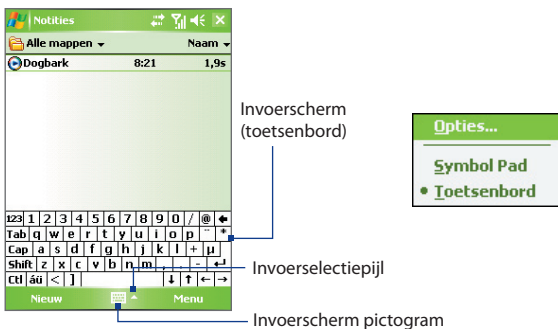 Notities
Alle mappen Naam
Dogbark 8:21 1,9s
Invoerscherm
(toetsenbord)
Opties...
Symbol Pad
Toetsenbord
123 1 2 3 4 5 6 7 8 9 0 / @
Tab q w e r t y u i o p ¨ *
Cap a s d f g h j k l + µ
Shift z x c v b n m , . -
Ctl áü < ] ↓ ↑ ← →
Invoerselectiepijl
Nieuw Menu
Invoerscherm pictogram